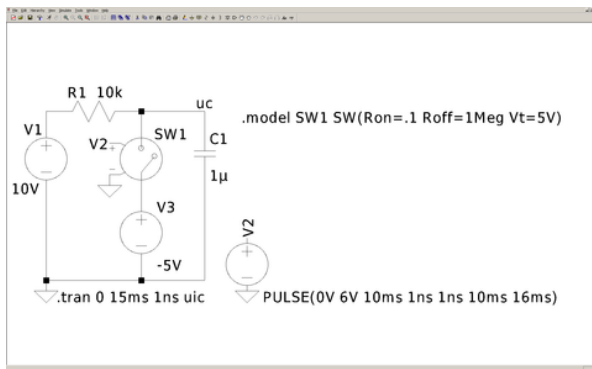 R1 10k
uc
.model SW1 SW(Ron=.1 Roff=1Meg Vt=5V)
V1
V2
SW1
C1
10V
1µ
V3
V2
-5V
.tran 0 15ms 1ns uic
PULSE(0V 6V 10ms 1ns 1ns 10ms 16ms)